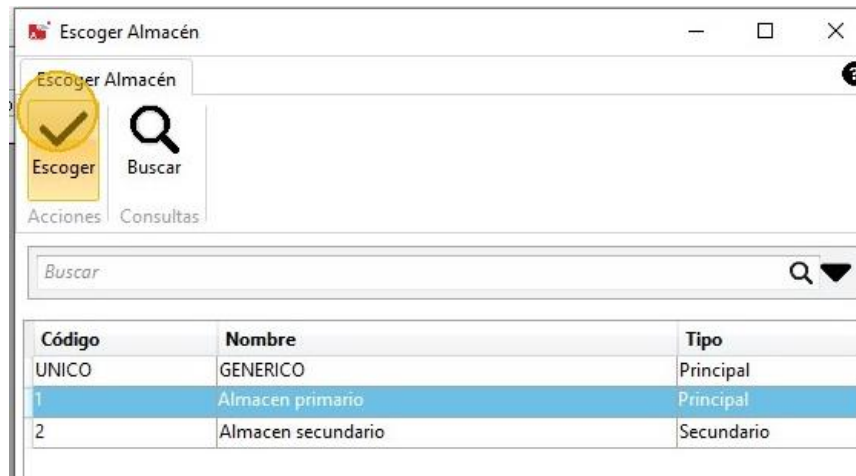 Escoger Almacén
Escoger Almacén
Escoger Buscar
Acciones Consultas
Buscar
Código Nombre Tipo
UNICO GENERICO Principal
1 Almacen primario Principal
2 Almacen secundario Secundario